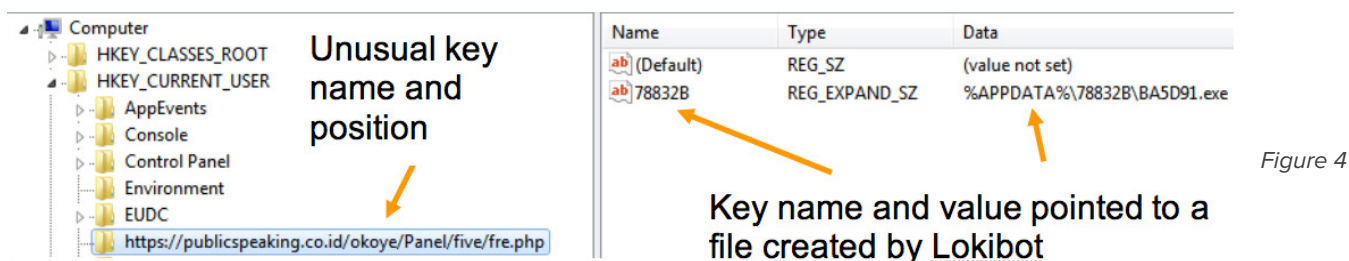 Computer
HKEY_CLASSES_ROOT
HKEY_CURRENT_USER
AppEvents
Console
Control Panel
Environment
EUDC
https://publicspeaking.co.id/okoye/Panel/five/fre.php
Unusual key
name and
position
Name Type Data
ab (Default) REG_SZ (value not set)
ab 78832B REG_EXPAND_SZ %APPDATA%\78832B\BA5D91.exe
Key name and value pointed to a
file created by Lokibot
Figure 4